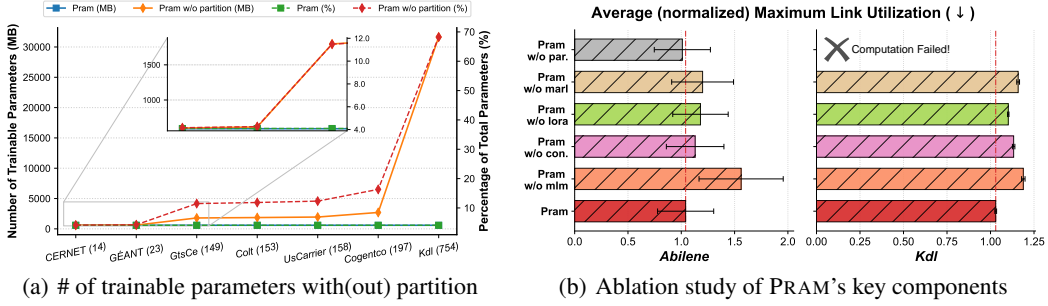 Pram (MB)
Pram w/o partition (MB)
Pram (%)
Pram w/o partition (%)
Number of Trainable Parameters (MB)
30000
25000
20000
15000
10000
5000
0
1500
1000
12.0
10.0
8.0
6.0
4.0
70
60
50
40
30
20
10
Percentage of Total Parameters (%)
CERNET (14)
GÉANT (23)
GtsCe (149)
Colt (153)
UsCarrier (158)
Cogentco (197)
Kdl (754)
(a) # of trainable parameters with(out) partition
Average (normalized) Maximum Link Utilization (↓)
Pram
w/o par.
Pram
w/o marl
Pram
w/o lora
Pram
w/o con.
Pram
w/o mlm
Pram
0.0
0.5
1.0
1.5
2.0
Abilene
Computation Failed!
0.00
0.25
0.50
0.75
1.00
1.25
Kdl
(b) Ablation study of PRAM's key components